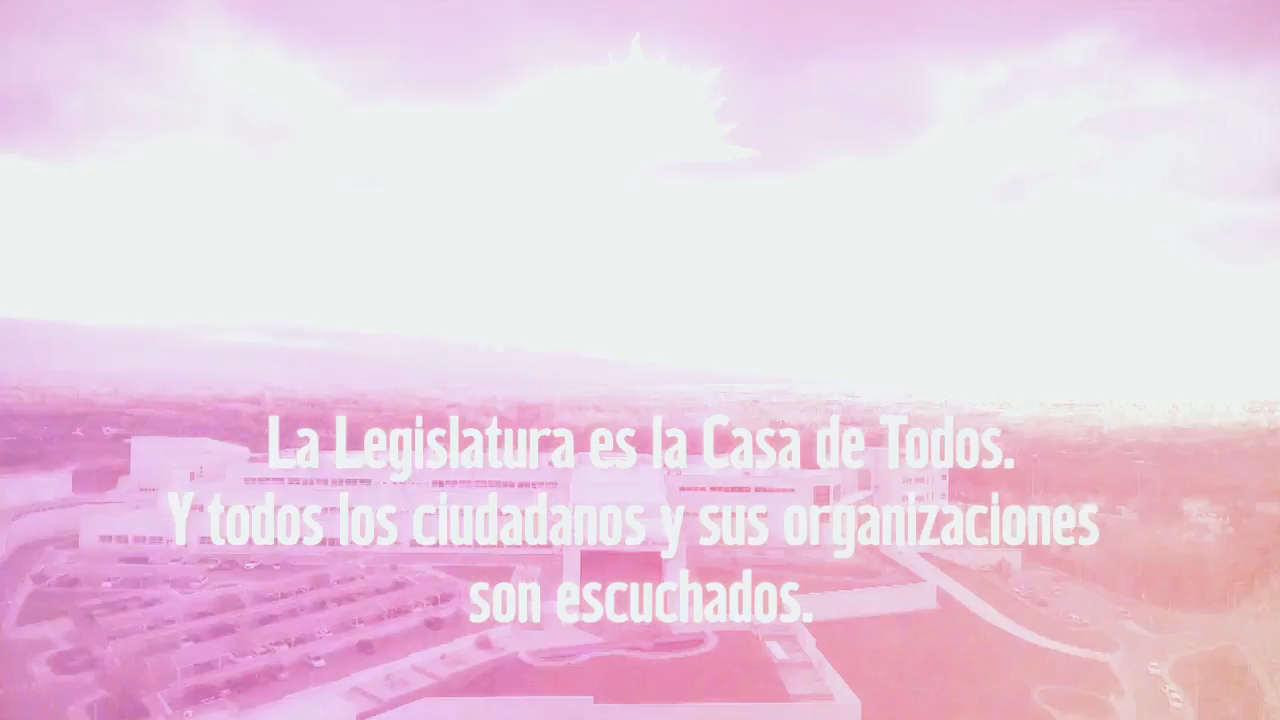 La Legislatura es la Casa de Todos.
Y todos los ciudadanos y sus organizaciones
son escuchados.